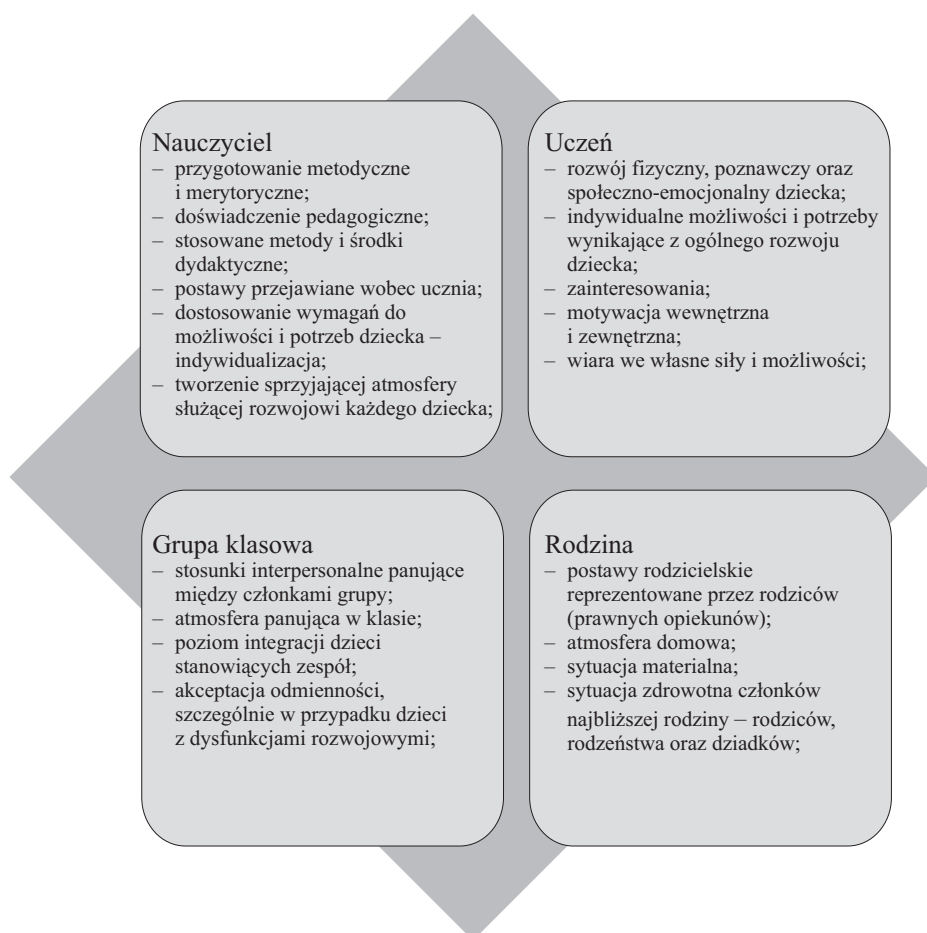 Nauczyciel
– przygotowanie metodyczne
i merytoryczne;
– doświadczenie pedagogiczne;
– stosowane metody i środki
dydaktyczne;
– postawy przejawiane wobec ucznia;
– dostosowanie wymagań do
możliwości i potrzeb dziecka –
indywidualizacja;
– tworzenie sprzyjającej atmosfery
służącej rozwojowi każdego dziecka;
Uczeń
– rozwój fizyczny, poznawczy oraz
społeczno-emocjonalny dziecka;
– indywidualne możliwości i potrzeby
wynikające z ogólnego rozwoju
dziecka;
– zainteresowania;
– motywacja wewnętrzna
i zewnętrzna;
– wiara we własne siły i możliwości;
Grupa klasowa
– stosunki interpersonalne panujące
między członkami grupy;
– atmosfera panująca w klasie;
– poziom integracji dzieci
stanowiących zespół;
– akceptacja odmienności,
szczególnie w przypadku dzieci
z dysfunkcjami rozwojowymi;
Rodzina
– postawy rodzicielskie
reprezentowane przez rodziców
(prawnych opiekunów);
– atmosfera domowa;
– sytuacja materialna;
– sytuacja zdrowotna członków
najbliższej rodziny – rodziców,
rodzeństwa oraz dziadków;